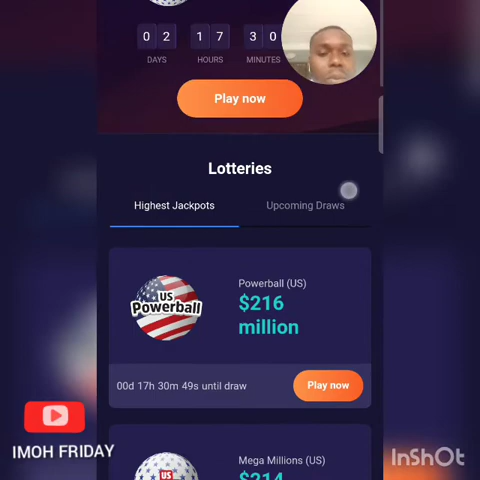 0 2 1 7 3 0
DAYS HOURS MINUTES
Play now
Lotteries
Highest Jackpots Upcoming Draws
US
Powerball
Powerball (US)
$216
million
00d 17h 30m 49s until draw
Play now
IMOH FRIDAY
InShOt
US
Mega Millions (US)